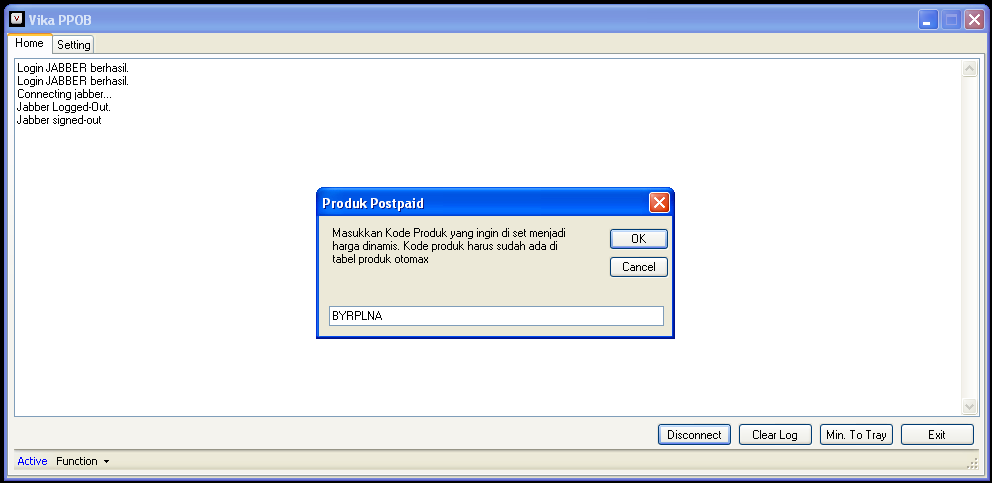 V Vika PPOB
Home Setting
Login JABBER berhasil.
Login JABBER berhasil.
Connecting jabber...
Jabber Logged-Out.
Jabber signed-out
Produk Postpaid
Masukkan Kode Produk yang ingin di set menjadi
harga dinamis. Kode produk harus sudah ada di
tabel produk otomax
OK
Cancel
BYRPLNA
Disconnect Clear Log Min. To Tray Exit
Active Function